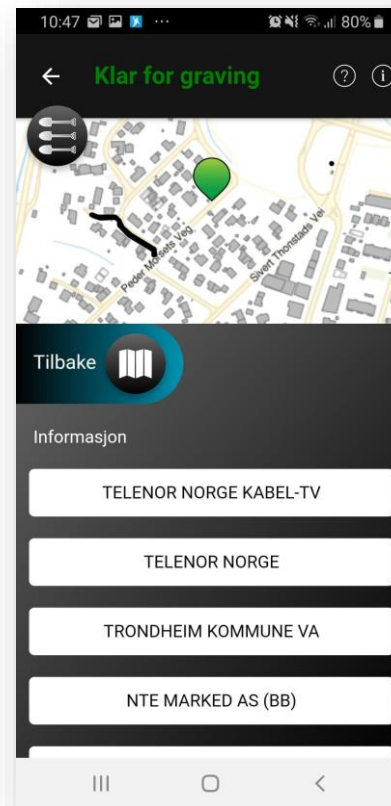 10:47 ... 80%
Klar for graving
Peder Morsets Veg
Sivert Thonstads Vei
Tilbake
Informasjon
TELENOR NORGE KABEL-TV
TELENOR NORGE
TRONDHEIM KOMMUNE VA
NTE MARKED AS (BB)